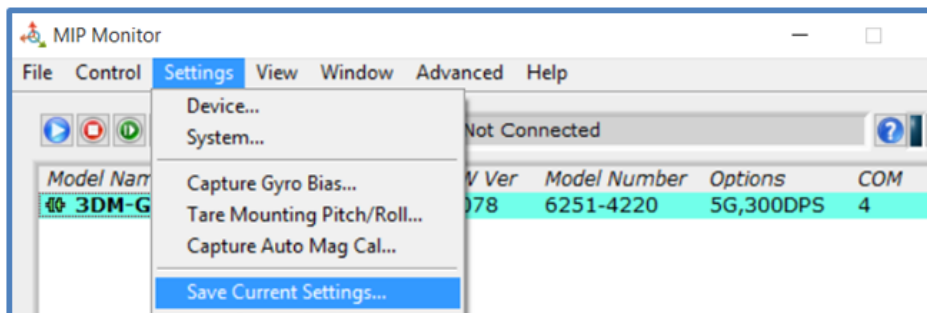 MIP Monitor
File Control Settings View Window Advanced Help
Device...
System...
Not Connected
Capture Gyro Bias...
Tare Mounting Pitch/Roll...
Capture Auto Mag Cal...
Save Current Settings...
Model Ver Model Number Options COM
3DM-G 078 6251-4220 5G,300DPS 4